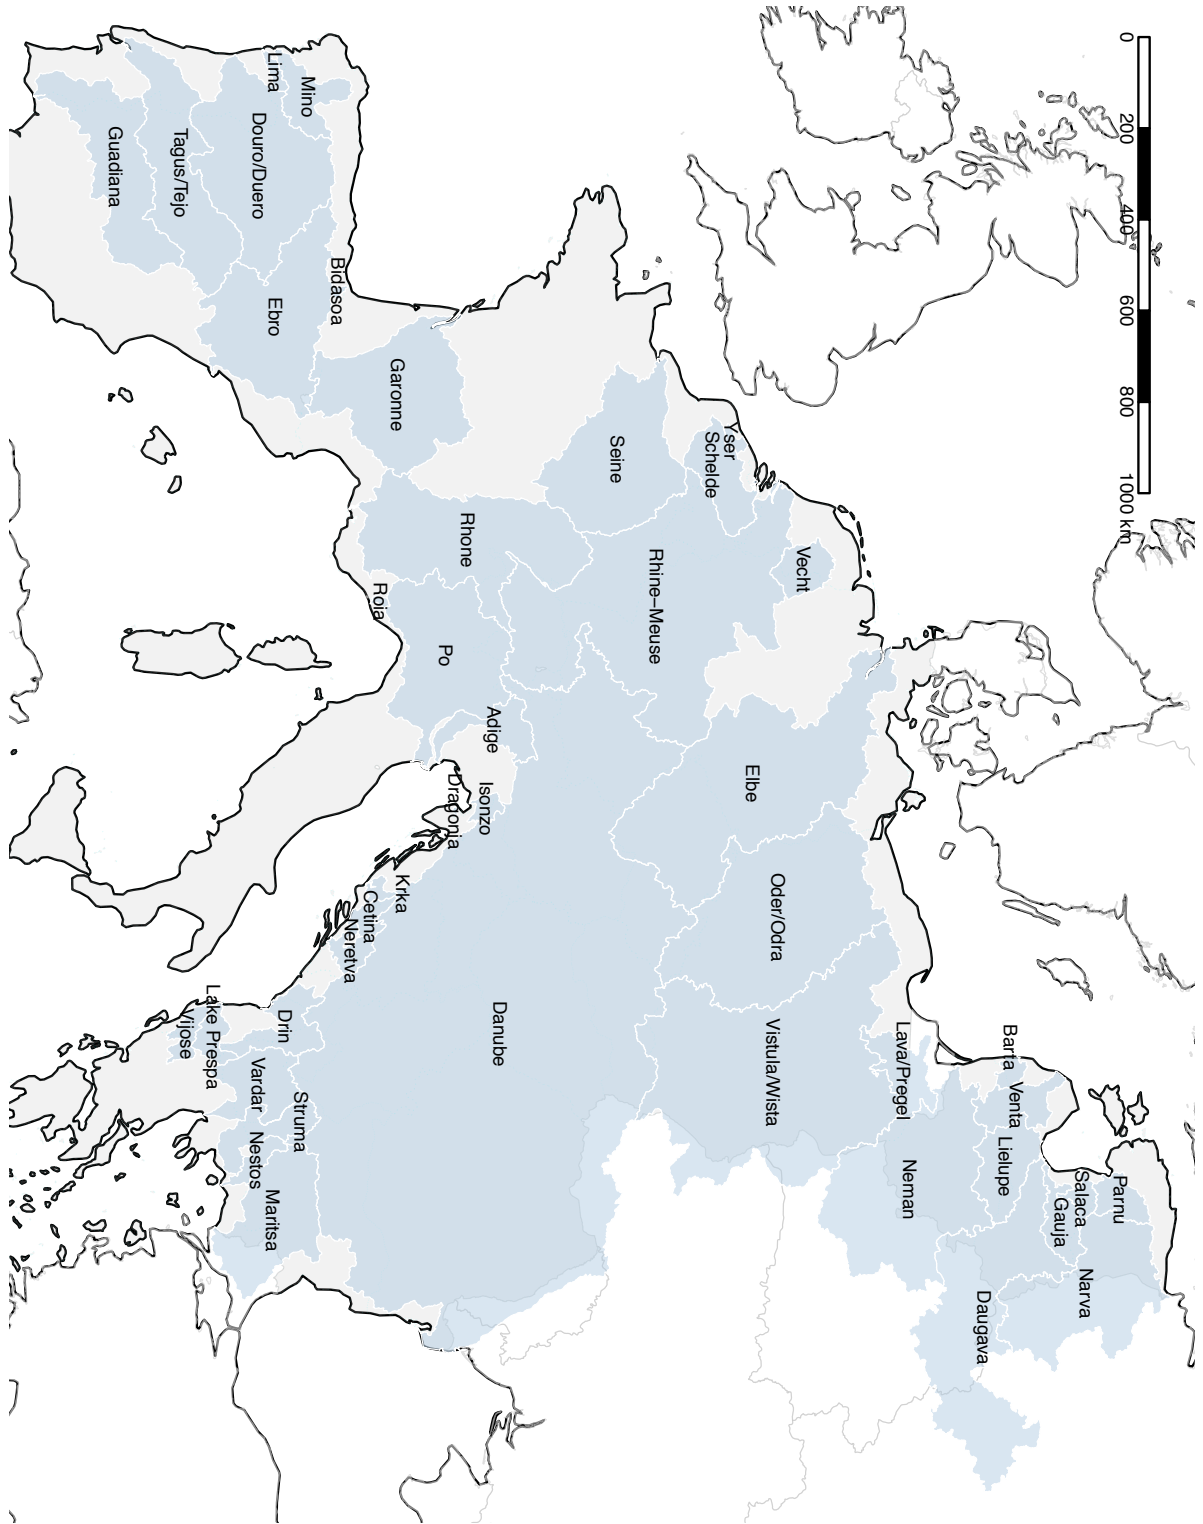 0
200
400
600
800
1000 km
Parnu
Salaca
Gauja
Narva
Barta
Venta
Lielupe
Daugava
Neman
Lava/Pregel
Vecht
Yser
Schelde
Elbe
Oder/Odra
Vistula/Wista
Rhine−Meuse
Seine
Danube
Rhone
Garonne
Adige
Isonzo
Dragonja
Po
Roja
Krka
Cetina
Neretva
Bidasoa
Mino
Lima
Douro/Duero
Ebro
Tagus/Tejo
Guadiana
Drin
Struma
Vardar
Nestos
Maritsa
Lake Prespa
Vijose